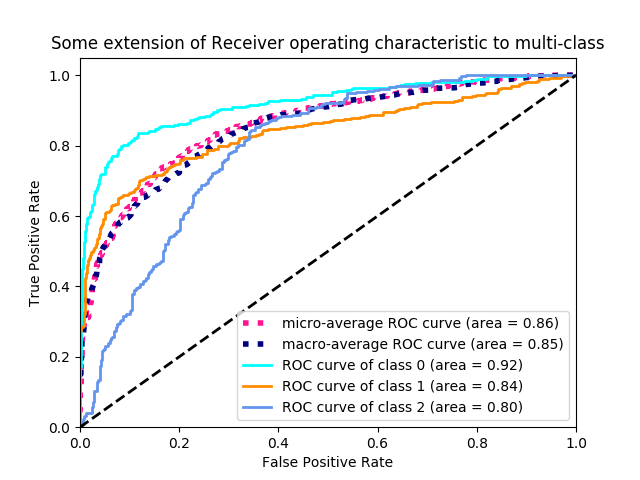 Some extension of Receiver operating characteristic to multi-class
1.0
0.8
0.6
0.4
0.2
0.0
True Positive Rate
micro-average ROC curve (area = 0.86)
macro-average ROC curve (area = 0.85)
ROC curve of class 0 (area = 0.92)
ROC curve of class 1 (area = 0.84)
ROC curve of class 2 (area = 0.80)
0.0 0.2 0.4 0.6 0.8 1.0
False Positive Rate